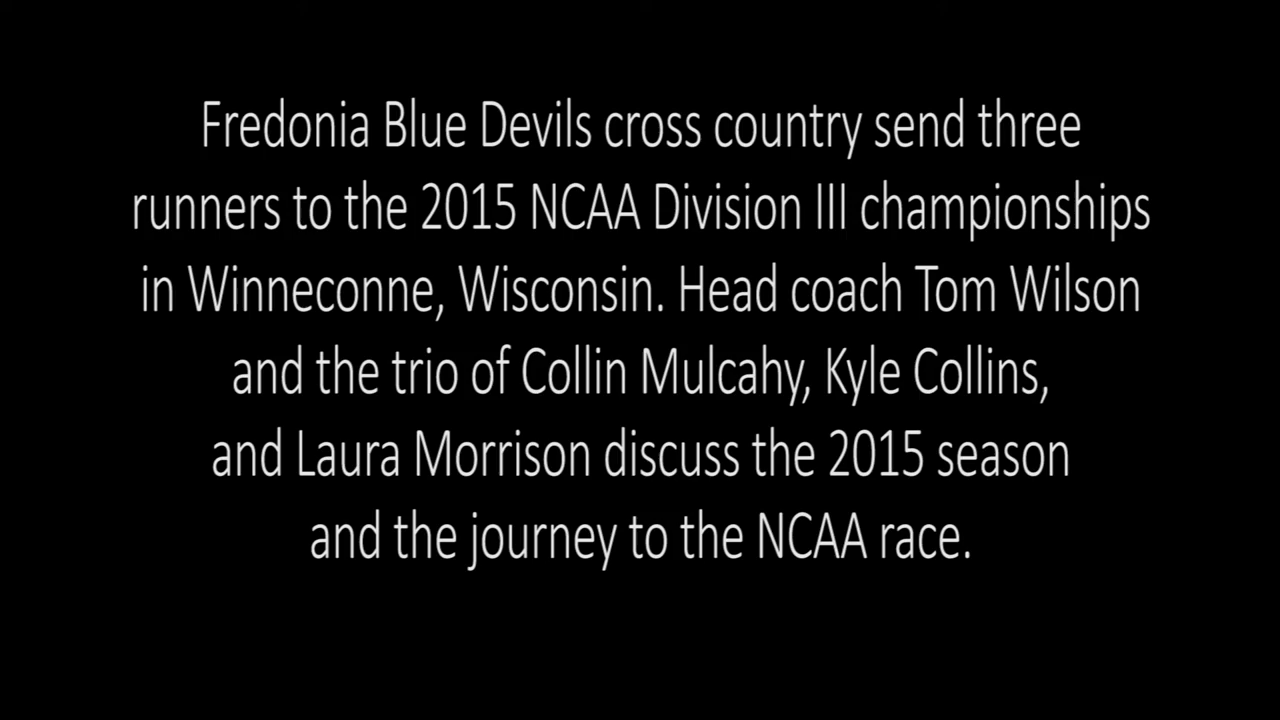 Fredonia Blue Devils cross country send three
runners to the 2015 NCAA Division III championships
in Winneconne, Wisconsin. Head coach Tom Wilson
and the trio of Collin Mulcahy, Kyle Collins,
and Laura Morrison discuss the 2015 season
and the journey to the NCAA race.